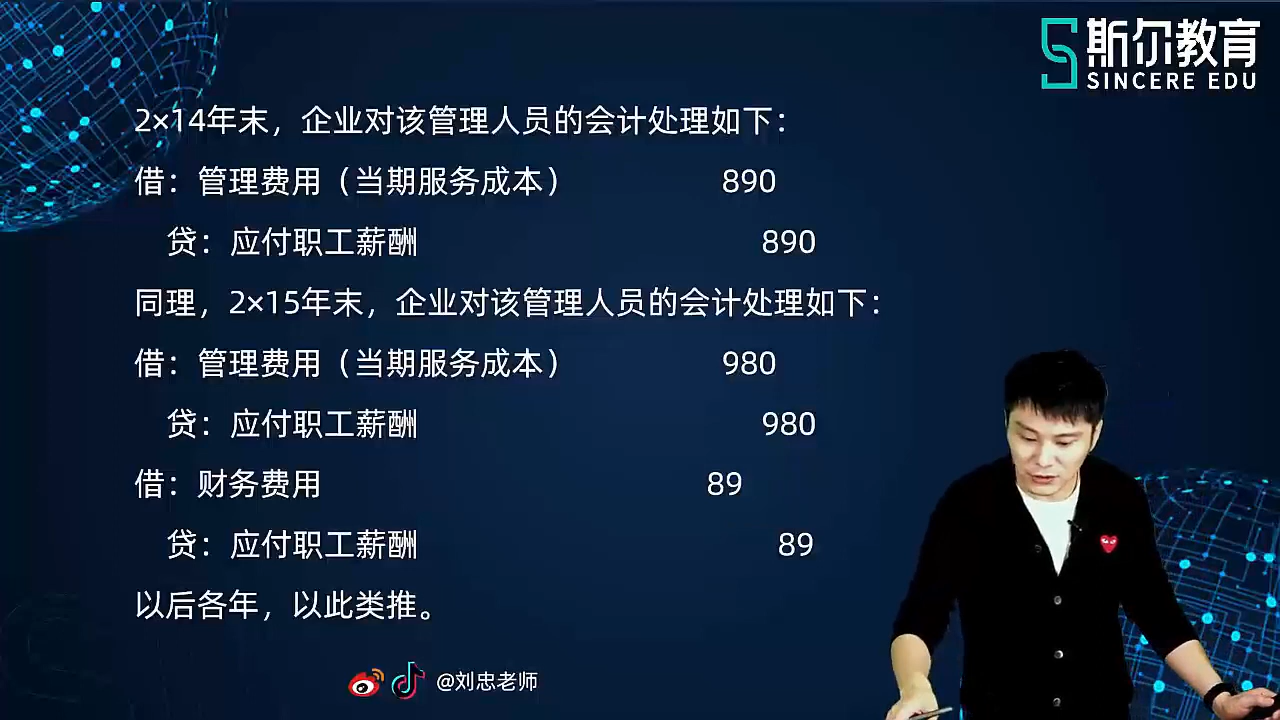 斯尔教育
SINCERE EDU
2×14年末，企业对该管理人员的会计处理如下：
借：管理费用（当期服务成本） 890
贷：应付职工薪酬 890
同理，2×15年末，企业对该管理人员的会计处理如下：
借：管理费用（当期服务成本） 980
贷：应付职工薪酬 980
借：财务费用 89
贷：应付职工薪酬 89
以后各年，以此类推。
@刘忠老师